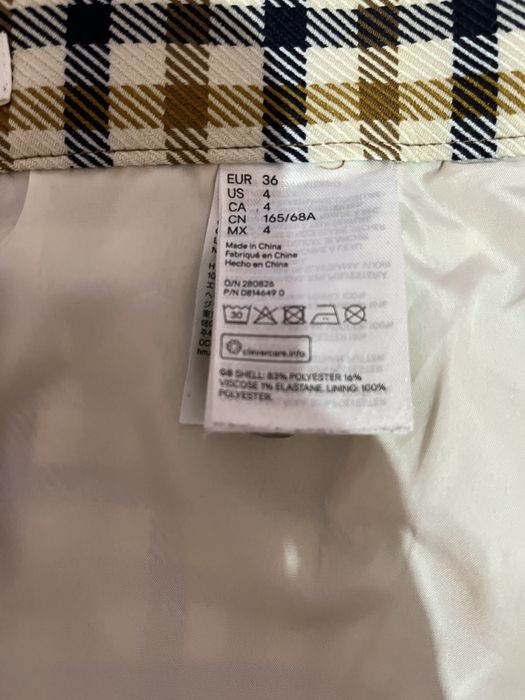 EUR 36
US 4
CA 4
CN 165/68A
MX 4
Made in China
Fabriqué en Chine
Hecho en China
O/N 280826
P/N 0814649 0
30
clevercare.info
GB SHELL: 83% POLYESTER 16%
VISCOSE 1% ELASTANE. LINING: 100%
POLYESTER.